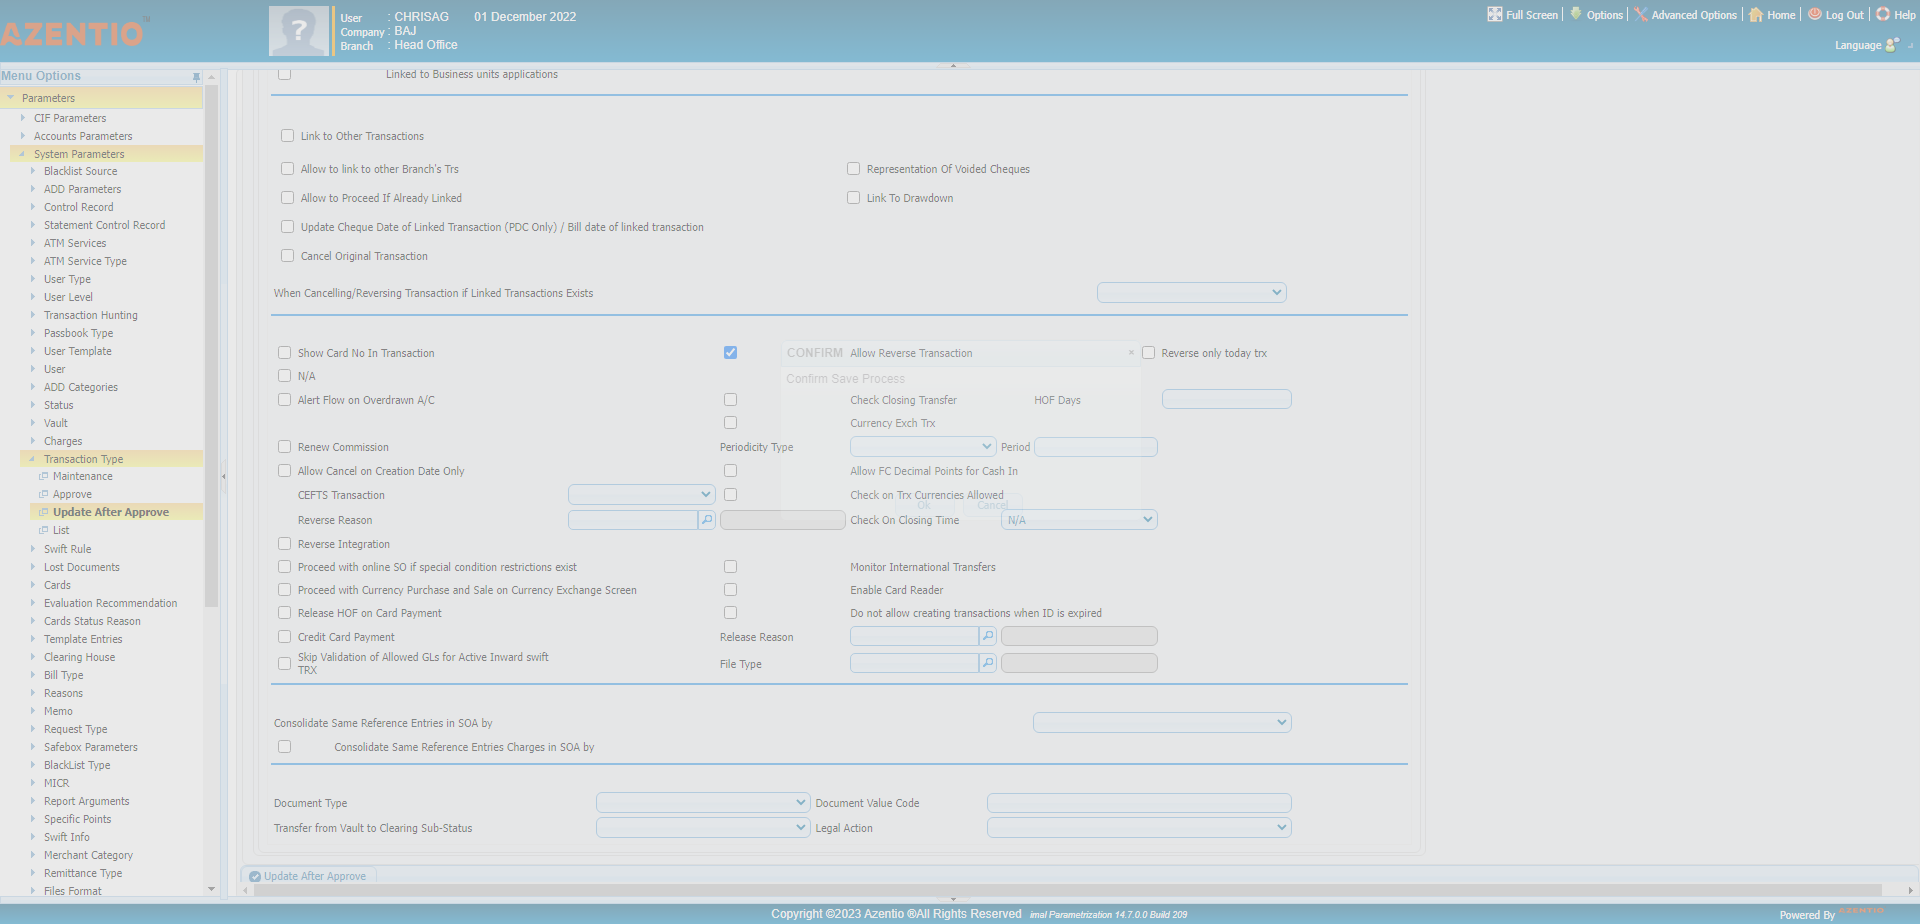 AZENTIO
TM
User : CHRISAG 01 December 2022
Company : BAJ
Branch : Head Office
Full Screen Options Advanced Options Home Log Out Help
Language
Menu Options
Parameters
CIF Parameters
Accounts Parameters
System Parameters
Blacklist Source
ADD Parameters
Control Record
Statement Control Record
ATM Services
ATM Service Type
User Type
User Level
Transaction Hunting
Passbook Type
User Template
User
ADD Categories
Status
Vault
Charges
Transaction Type
Maintenance
Approve
Update After Approve
List
Swift Rule
Lost Documents
Cards
Evaluation Recommendation
Cards Status Reason
Template Entries
Clearing House
Bill Type
Reasons
Memo
Request Type
Safebox Parameters
BlackList Type
MICR
Report Arguments
Specific Points
Swift Info
Merchant Category
Remittance Type
Files Format
Linked to Business units applications
Link to Other Transactions
Allow to link to other Branch's Trs Representation Of Voided Cheques
Allow to Proceed If Already Linked Link To Drawdown
Update Cheque Date of Linked Transaction (PDC Only) / Bill date of linked transaction
Cancel Original Transaction
When Cancelling/Reversing Transaction if Linked Transactions Exists
Show Card No In Transaction Allow Reverse Transaction Reverse only today trx
CONFIRM ×
N/A
Confirm Save Process
Alert Flow on Overdrawn A/C Check Closing Transfer HOF Days
Currency Exch Trx
Renew Commission Periodicity Type Period
Allow Cancel on Creation Date Only Allow FC Decimal Points for Cash In
CEFTS Transaction Check on Trx Currencies Allowed
Ok Cancel
Reverse Reason Check On Closing Time N/A
Reverse Integration
Proceed with online SO if special condition restrictions exist Monitor International Transfers
Proceed with Currency Purchase and Sale on Currency Exchange Screen Enable Card Reader
Release HOF on Card Payment Do not allow creating transactions when ID is expired
Credit Card Payment Release Reason
Skip Validation of Allowed GLs for Active Inward swift
TRX File Type
Consolidate Same Reference Entries in SOA by
Consolidate Same Reference Entries Charges in SOA by
Document Type Document Value Code
Transfer from Vault to Clearing Sub-Status Legal Action
Update After Approve
Copyright ©2023 Azentio ®All Rights Reserved imal Parametrization 14.7.0.0 Build 209
Powered By AZENTIO